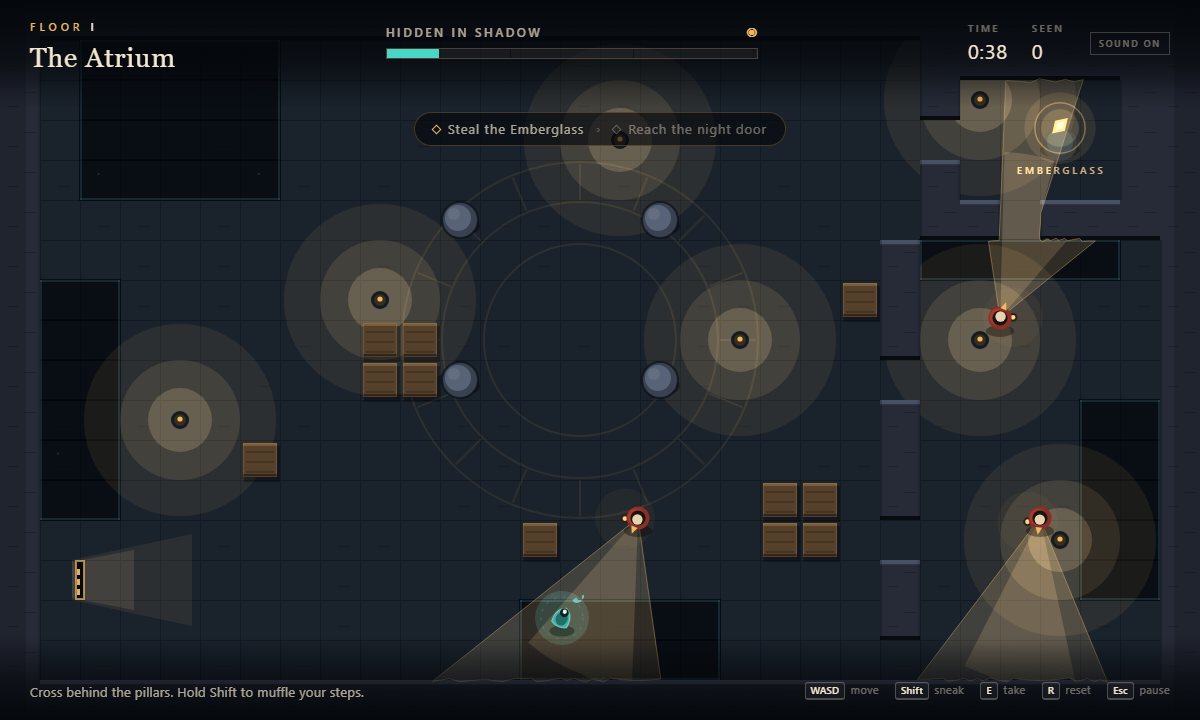 FLOOR I
The Atrium
HIDDEN IN SHADOW
TIME
0:38
SEEN
0
SOUND ON
Steal the Emberglass › Reach the night door
EMBERGLASS
Cross behind the pillars. Hold Shift to muffle your steps.
WASD move Shift sneak E take R reset Esc pause